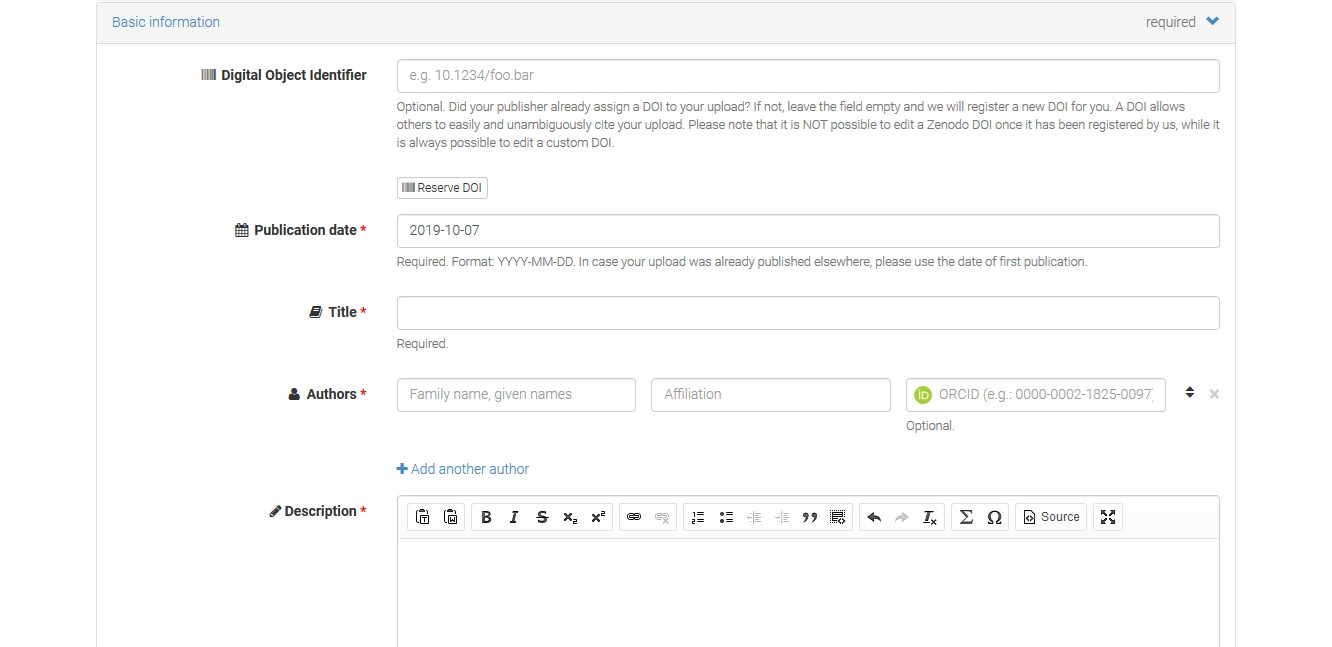 Basic information required
Digital Object Identifier
e.g. 10.1234/foo.bar
Optional. Did your publisher already assign a DOI to your upload? If not, leave the field empty and we will register a new DOI for you. A DOI allows
others to easily and unambiguously cite your upload. Please note that it is NOT possible to edit a Zenodo DOI once it has been registered by us, while it
is always possible to edit a custom DOI.
Reserve DOI
Publication date *
2019-10-07
Required. Format: YYYY-MM-DD. In case your upload was already published elsewhere, please use the date of first publication.
Title *
Required.
Authors *
Family name, given names
Affiliation
iD ORCID (e.g.: 0000-0002-1825-0097)
Optional.
Add another author
Description *
B I S x₂ x² Σ Ω Source